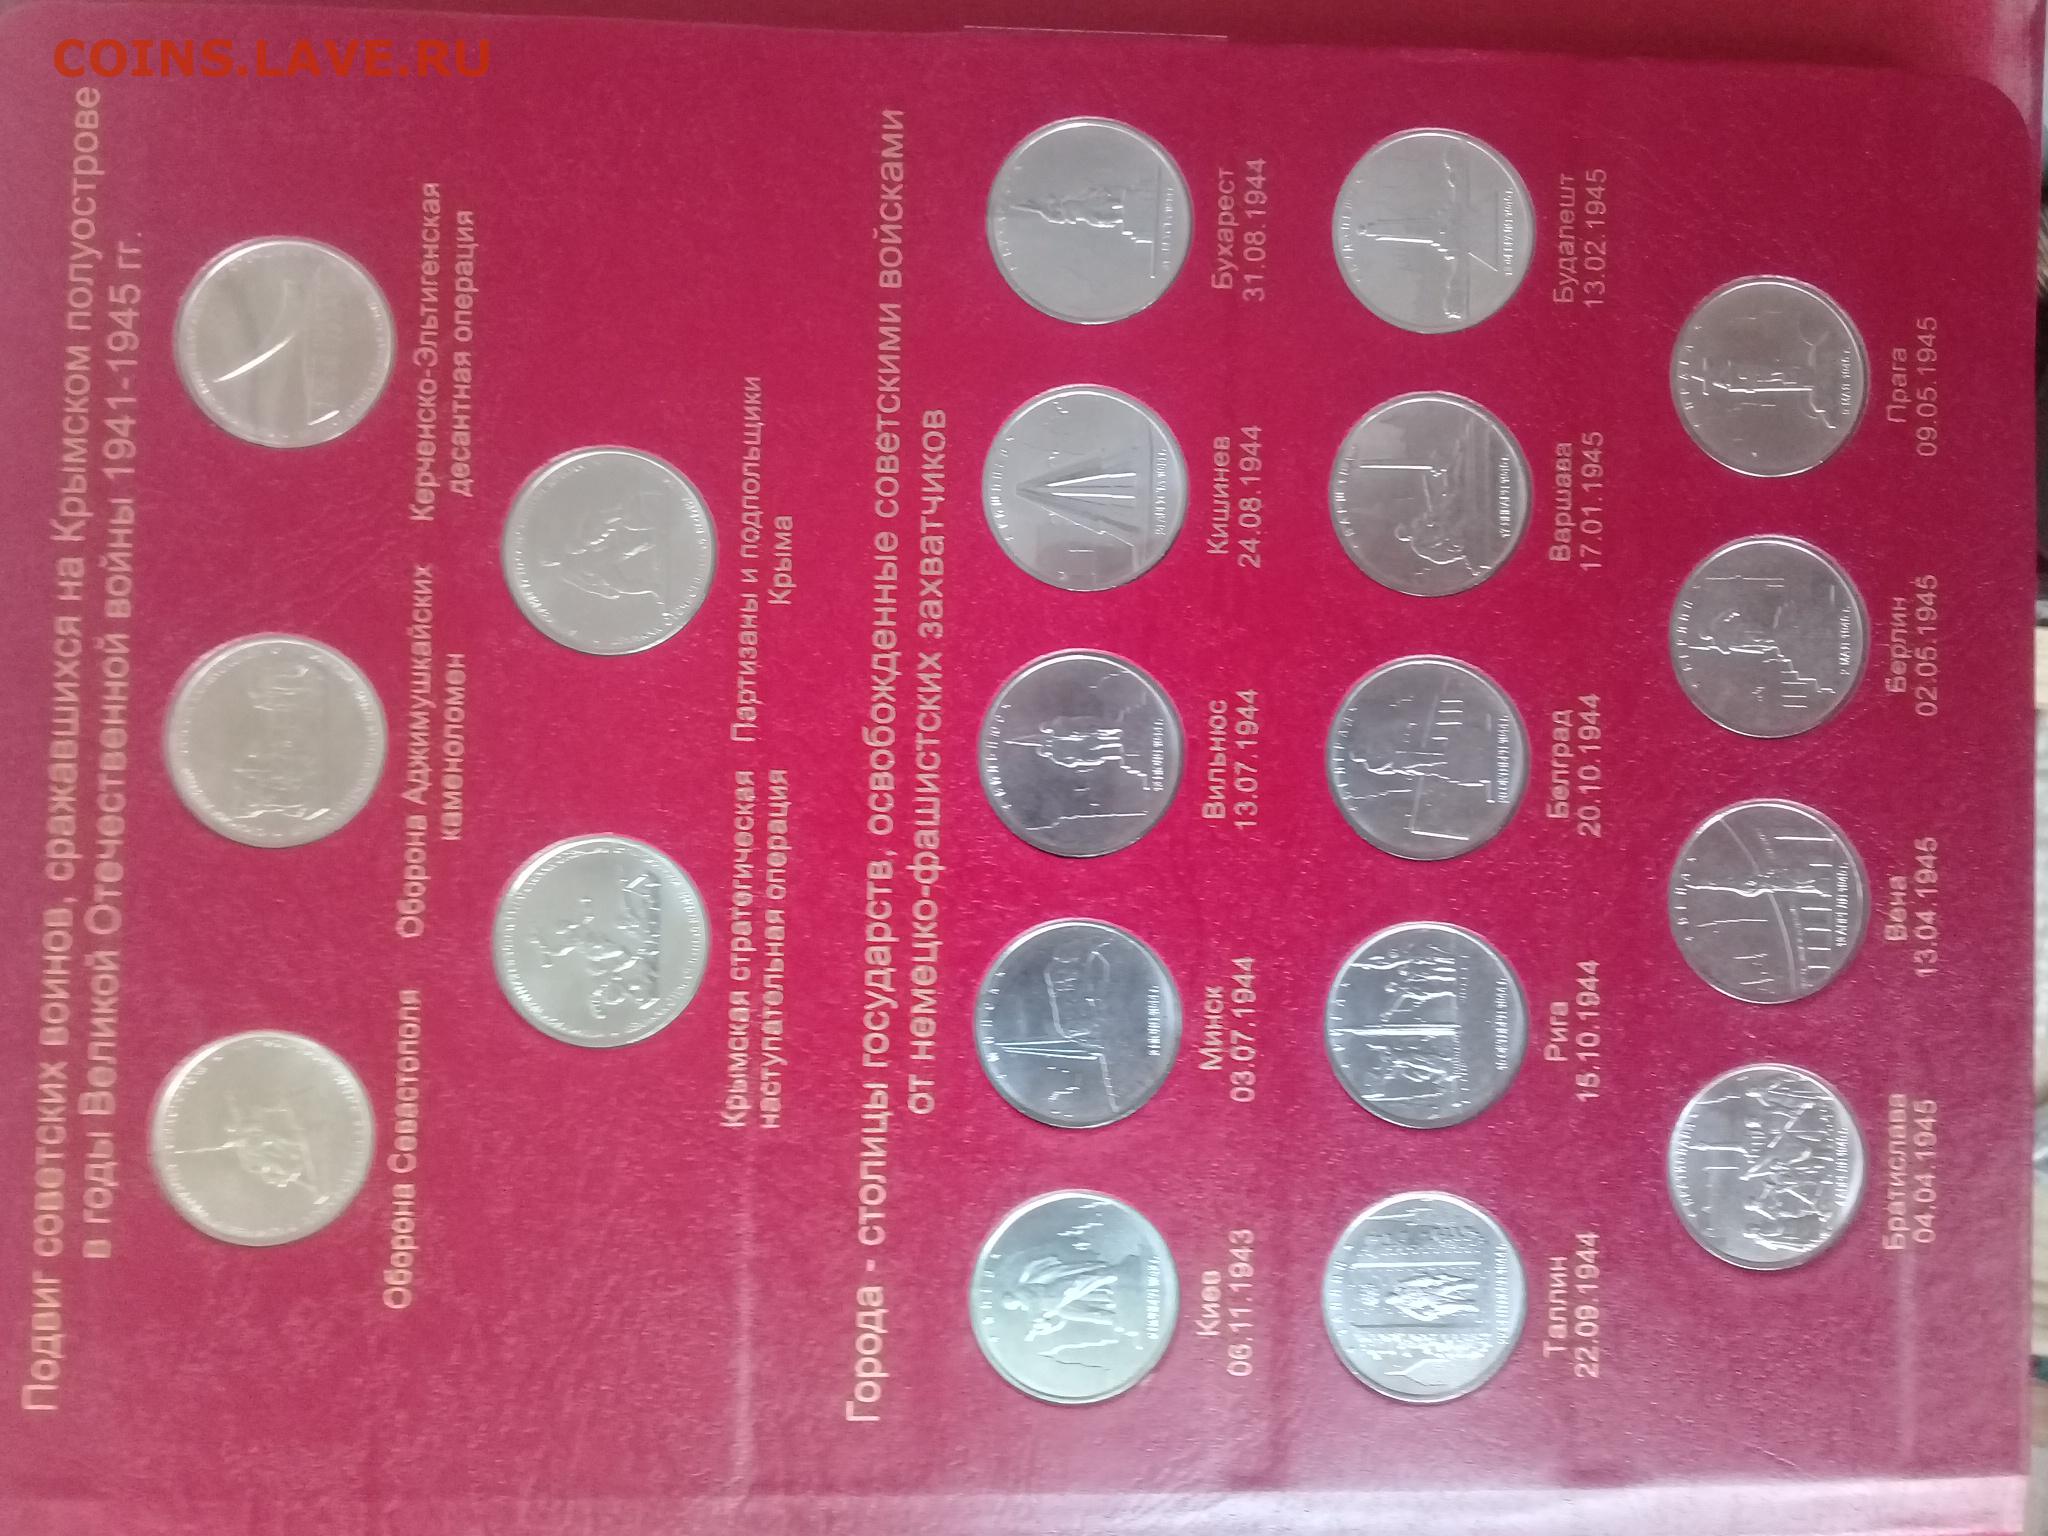 COINS.LAVE.RU
Подвиг советских воинов, сражавшихся на Крымском полуострове
в годы Великой Отечественной войны 1941-1945 гг.
Оборона Севастополя
Оборона Аджимушкайских
каменоломен
Керченско-Эльтигенская
десантная операция
Крымская стратегическая
наступательная операция
Партизаны и подпольщики
Крыма
Города - столицы государств, освобожденные советскими войсками
от немецко-фашистских захватчиков
Киев
06.11.1943
Минск
03.07.1944
Вильнюс
13.07.1944
Кишинев
24.08.1944
Бухарест
31.08.1944
Таллин
22.09.1944
Рига
15.10.1944
Белград
20.10.1944
Варшава
17.01.1945
Будапешт
13.02.1945
Братислава
04.04.1945
Вена
13.04.1945
Берлин
02.05.1945
Прага
09.05.1945